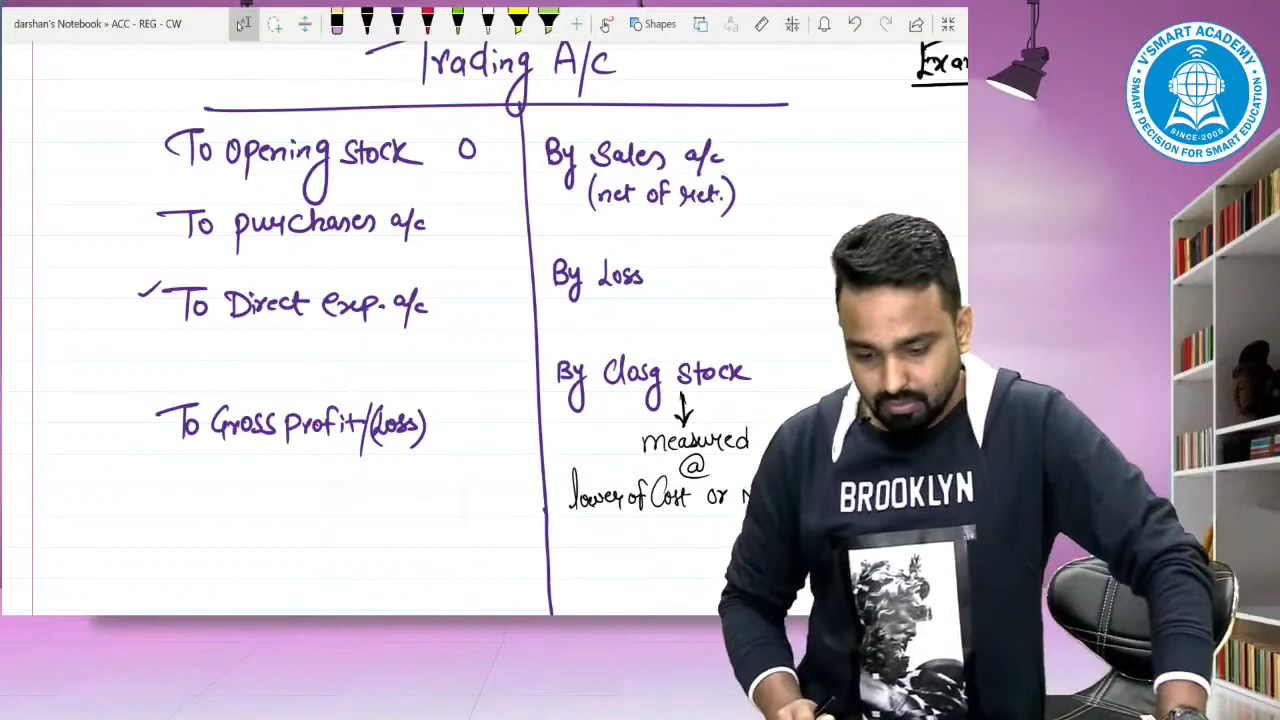 darshan's Notebook » ACC - REG - CW
Shapes
Trading A/c
To Opening stock 0
To purchases a/c
To Direct exp. a/c
To Gross profit/(Loss)
By Sales a/c
(net of ret.)
By Loss
By Closg stock
measured
@
lower of Cost or
V'SMART ACADEMY
SINCE-2005
SMART DECISION FOR SMART EDUCATION
BROOKLYN